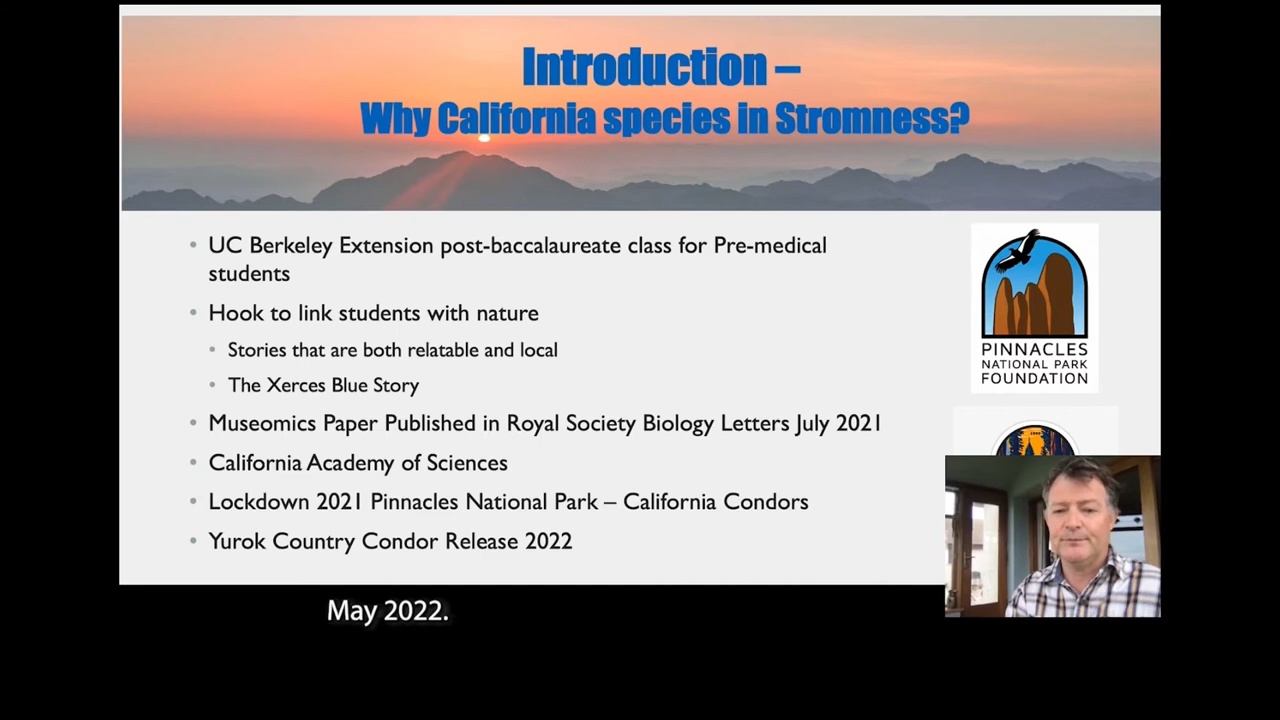 Introduction –
Why California species in Stromness?
UC Berkeley Extension post-baccalaureate class for Pre-medical
students
Hook to link students with nature
Stories that are both relatable and local
The Xerces Blue Story
Museomics Paper Published in Royal Society Biology Letters July 2021
California Academy of Sciences
Lockdown 2021 Pinnacles National Park – California Condors
Yurok Country Condor Release 2022
PINNACLES
NATIONAL PARK
FOUNDATION
May 2022.